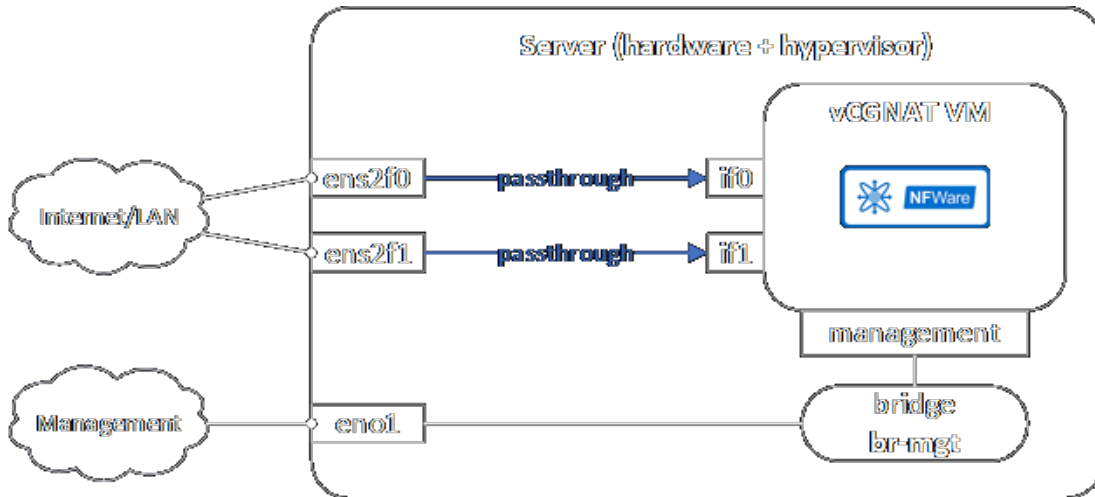 Server (hardware + hypervisor)
vCGNAT VM
NFWare
ens2f0
passthrough
if0
Internet/LAN
ens2f1
passthrough
if1
management
Management
eno1
bridge
br-mgt